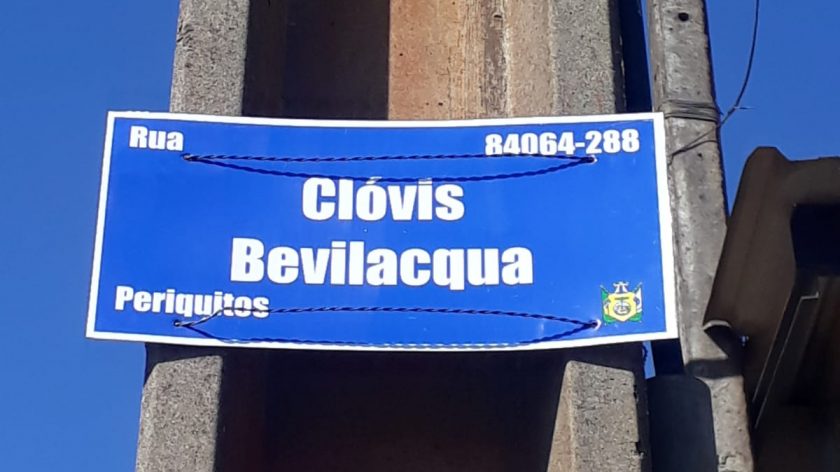 Rua 84064-288
Clóvis
Bevilacqua
Periquitos